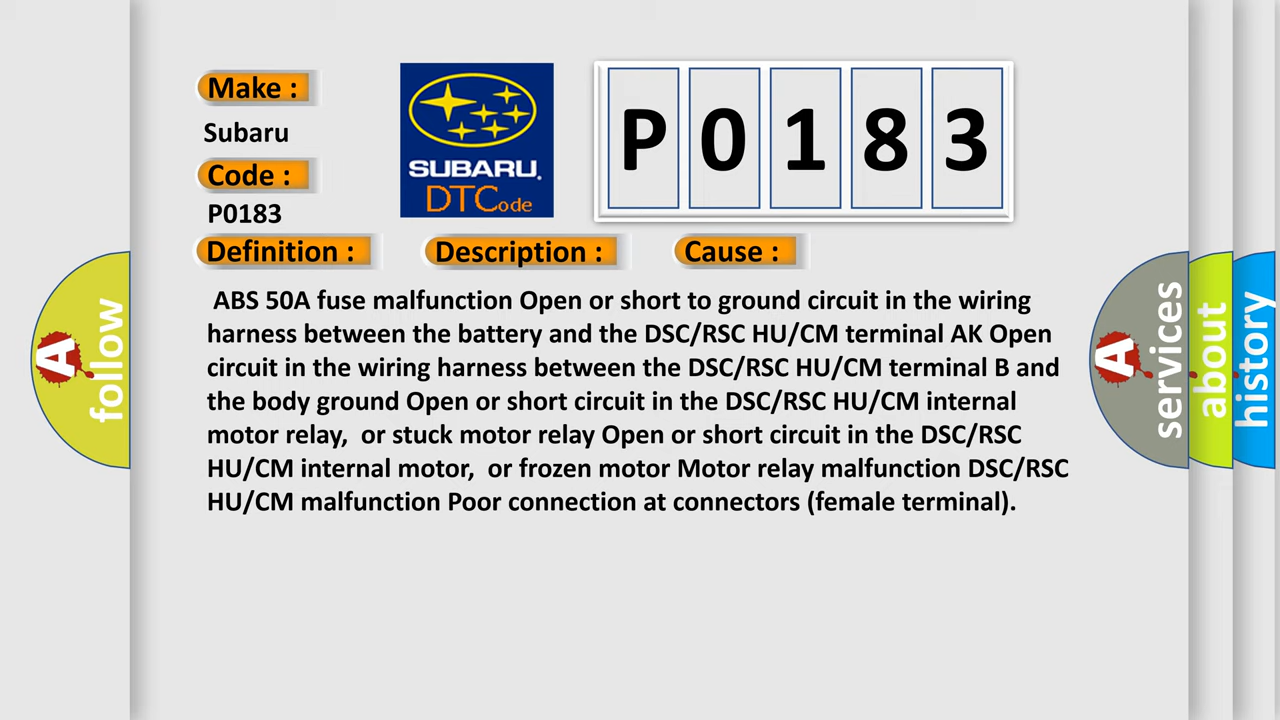 Make :
Subaru
Code :
P0183
SUBARU.
DTCode
P0183
Definition :
Description :
Cause :
ABS 50A fuse malfunction Open or short to ground circuit in the wiring
harness between the battery and the DSC/RSC HU/CM terminal AK Open
circuit in the wiring harness between the DSC/RSC HU/CM terminal B and
the body ground Open or short circuit in the DSC/RSC HU/CM internal
motor relay, or stuck motor relay Open or short circuit in the DSC/RSC
HU/CM internal motor, or frozen motor Motor relay malfunction DSC/RSC
HU/CM malfunction Poor connection at connectors (female terminal).
A
follow
A
services
about
history